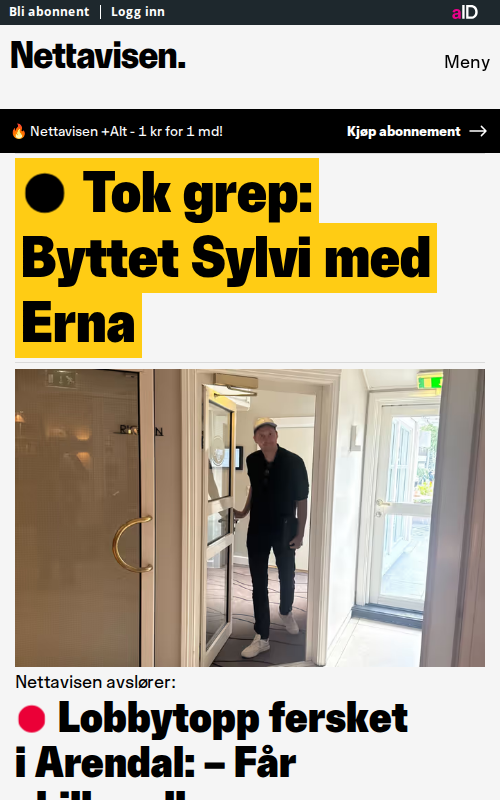 Bli abonnent | Logg inn
aID
Nettavisen.
Meny
🔥 Nettavisen +Alt - 1 kr for 1 md!
Kjøp abonnement →
Tok grep:
Byttet Sylvi med
Erna
Nettavisen avslører:
Lobbytopp fersket
i Arendal: – Får